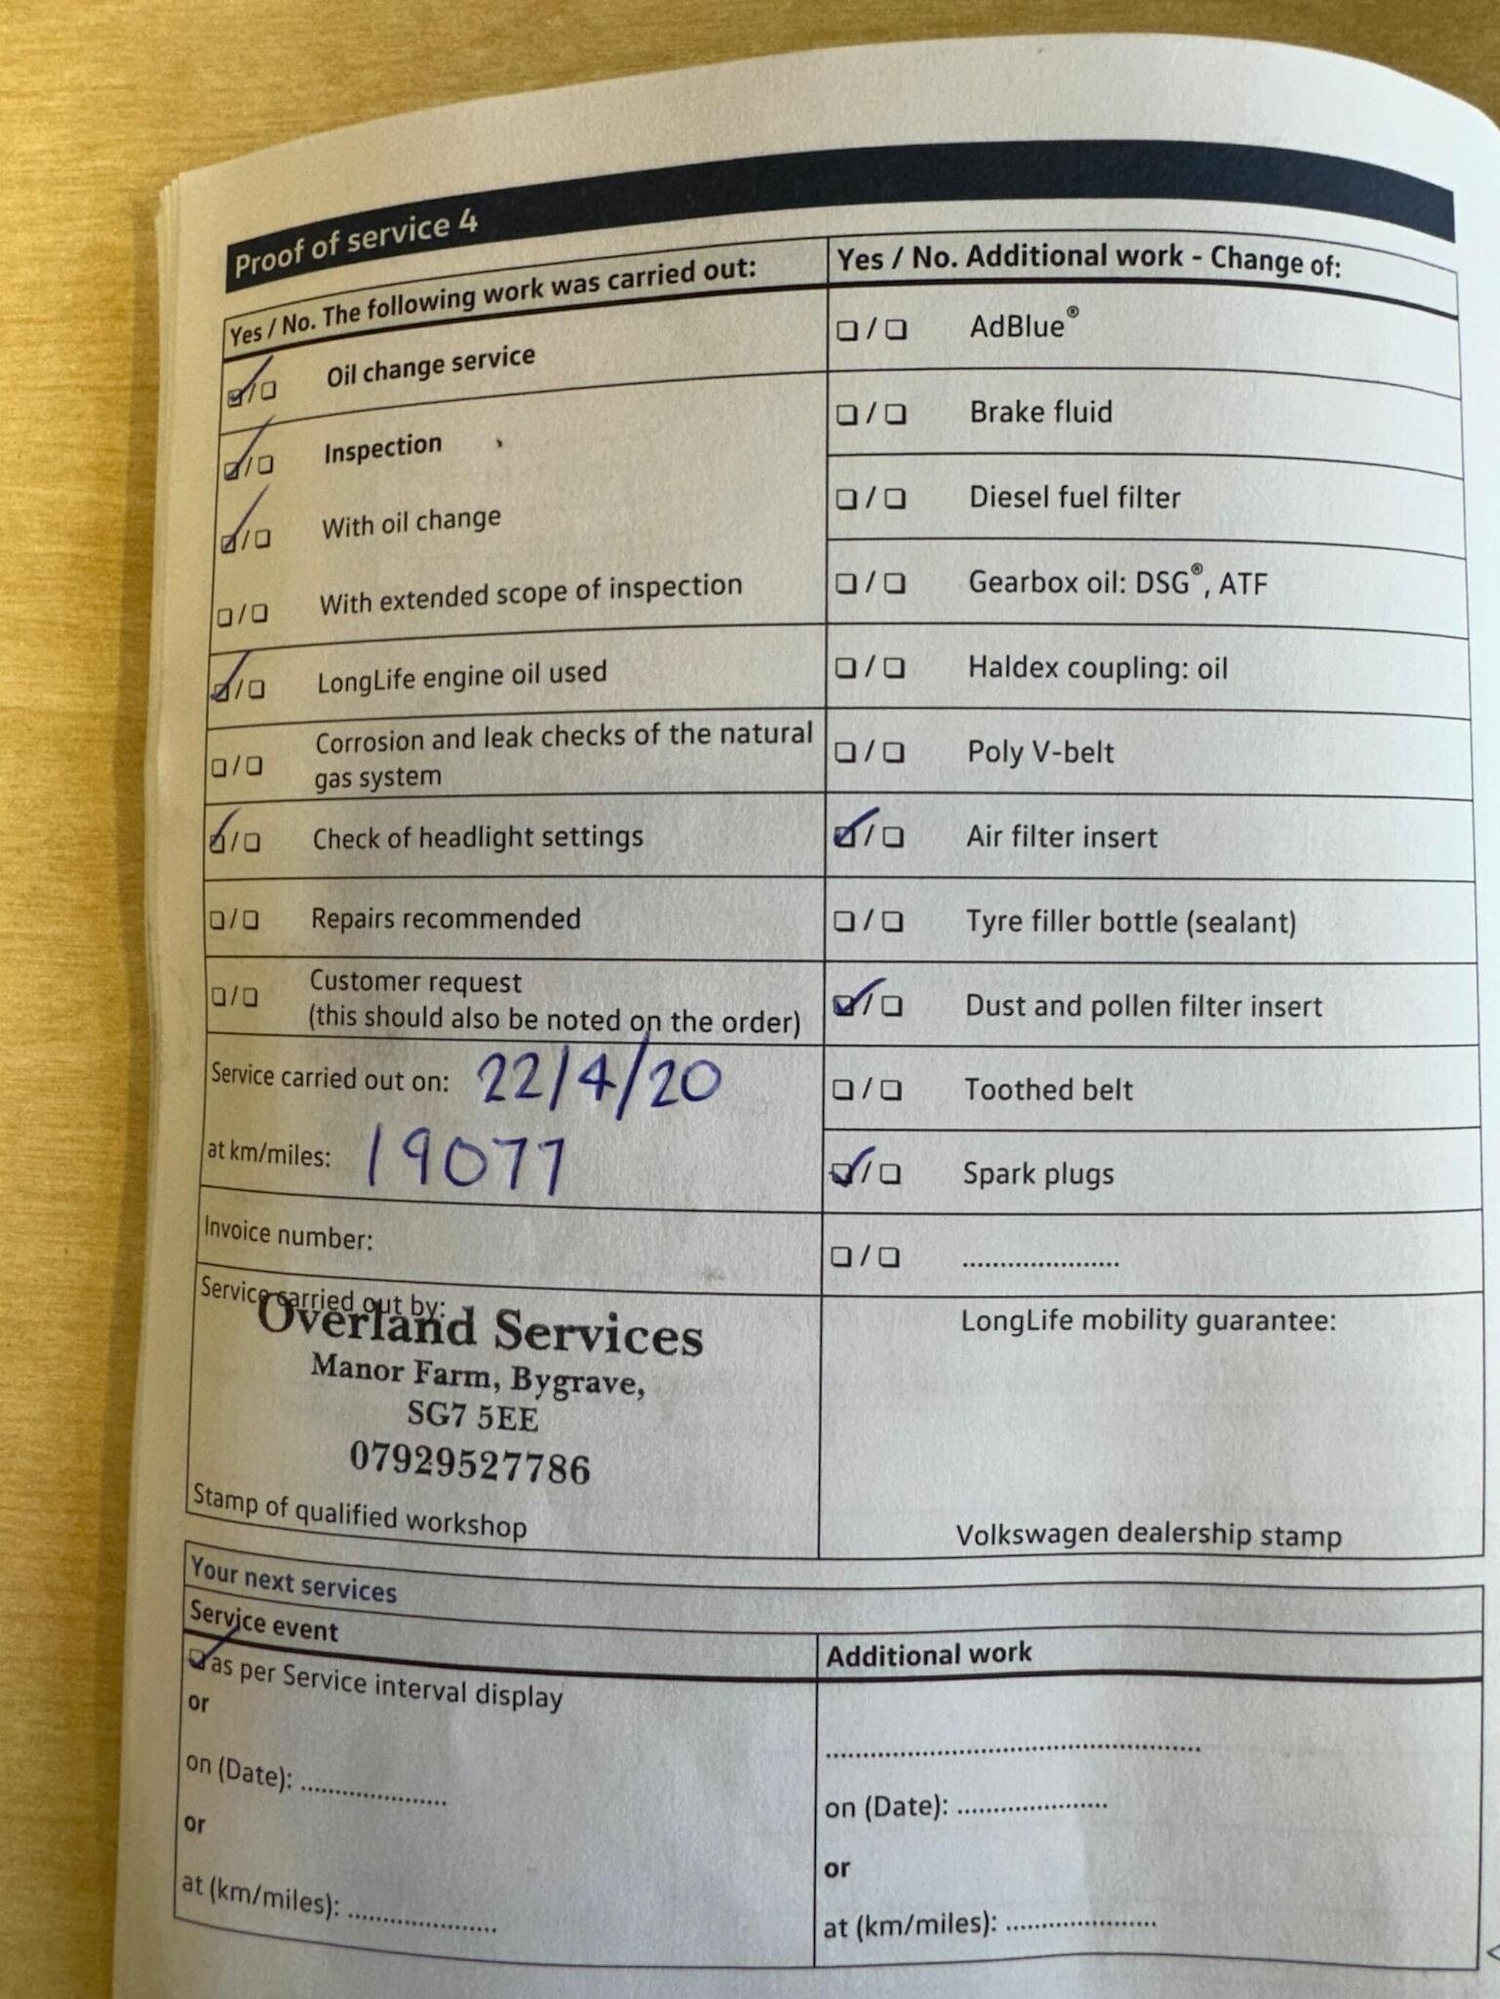 Proof of service 4
Yes / No. The following work was carried out:
☑/☐ Oil change service
☑/☐ Inspection
☑/☐ With oil change
☐/☐ With extended scope of inspection
☑/☐ LongLife engine oil used
☐/☐ Corrosion and leak checks of the natural
gas system
☑/☐ Check of headlight settings
☐/☐ Repairs recommended
☐/☐ Customer request
(this should also be noted on the order)
Service carried out on: 22/4/20
at km/miles: 19077
Invoice number:
Service carried out by:
Overland Services
Manor Farm, Bygrave,
SG7 5EE
07929527786
Stamp of qualified workshop
Yes / No. Additional work - Change of:
☐/☐ AdBlue®
☐/☐ Brake fluid
☐/☐ Diesel fuel filter
☐/☐ Gearbox oil: DSG®, ATF
☐/☐ Haldex coupling: oil
☐/☐ Poly V-belt
☑/☐ Air filter insert
☐/☐ Tyre filler bottle (sealant)
☑/☐ Dust and pollen filter insert
☐/☐ Toothed belt
☑/☐ Spark plugs
☐/☐ ......................
LongLife mobility guarantee:
Volkswagen dealership stamp
Your next services
Service event
☑ as per Service interval display
or
on (Date): .....................
or
at (km/miles): .....................
Additional work
.....................................................
on (Date): .....................
or
at (km/miles): .....................